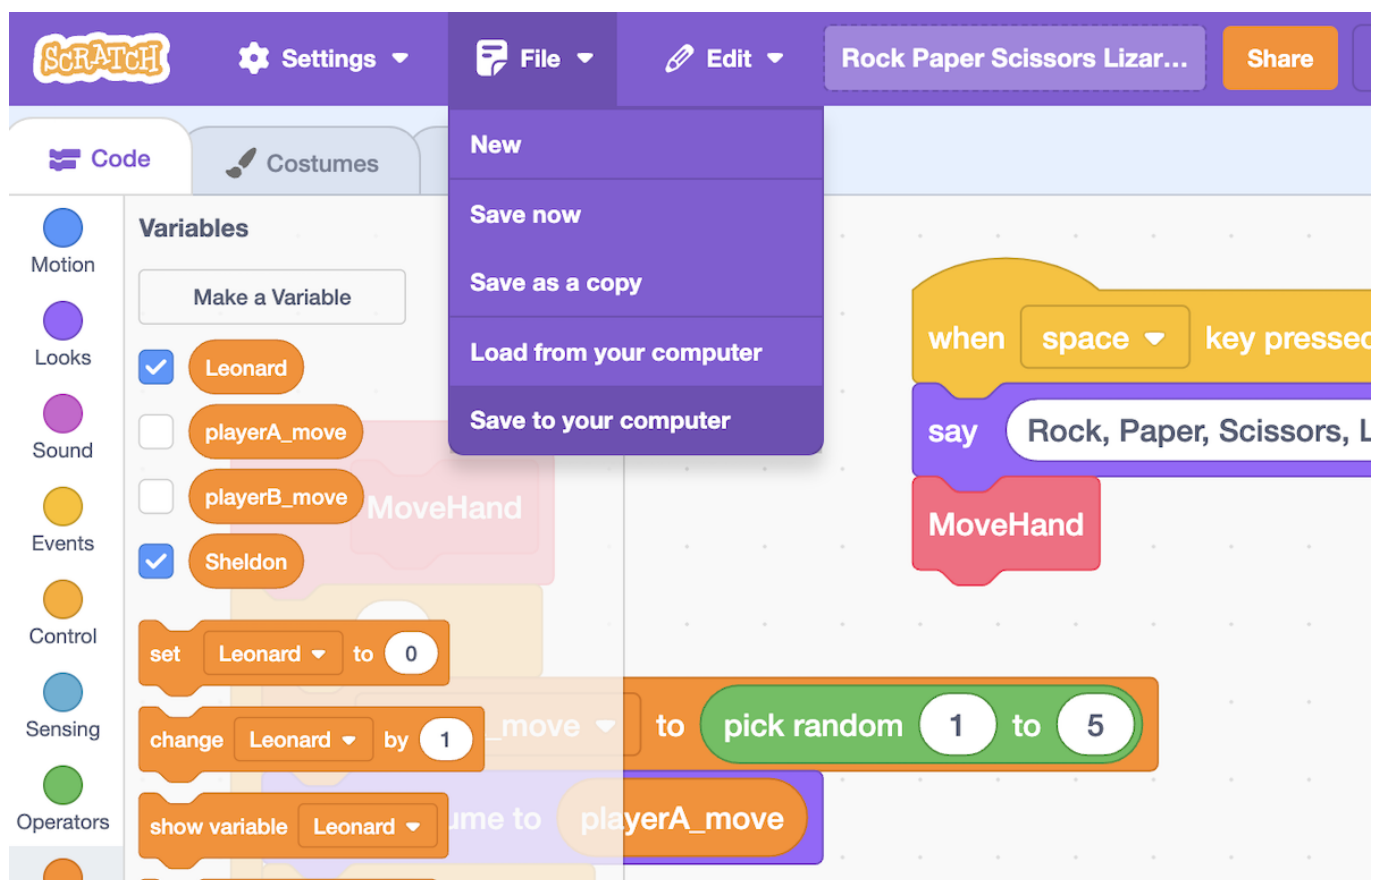 SCRATCH
Settings
File
Edit
Rock Paper Scissors Lizar...
Share
Code
Costumes
New
Save now
Save as a copy
Load from your computer
Save to your computer
Motion
Looks
Sound
Events
Control
Sensing
Operators
Variables
Make a Variable
Leonard
playerA_move
playerB_move
Sheldon
set Leonard to 0
change Leonard by 1
show variable Leonard
MoveHand
_move to pick random 1 to 5
ume to playerA_move
when space key pressed
say Rock, Paper, Scissors, L
MoveHand